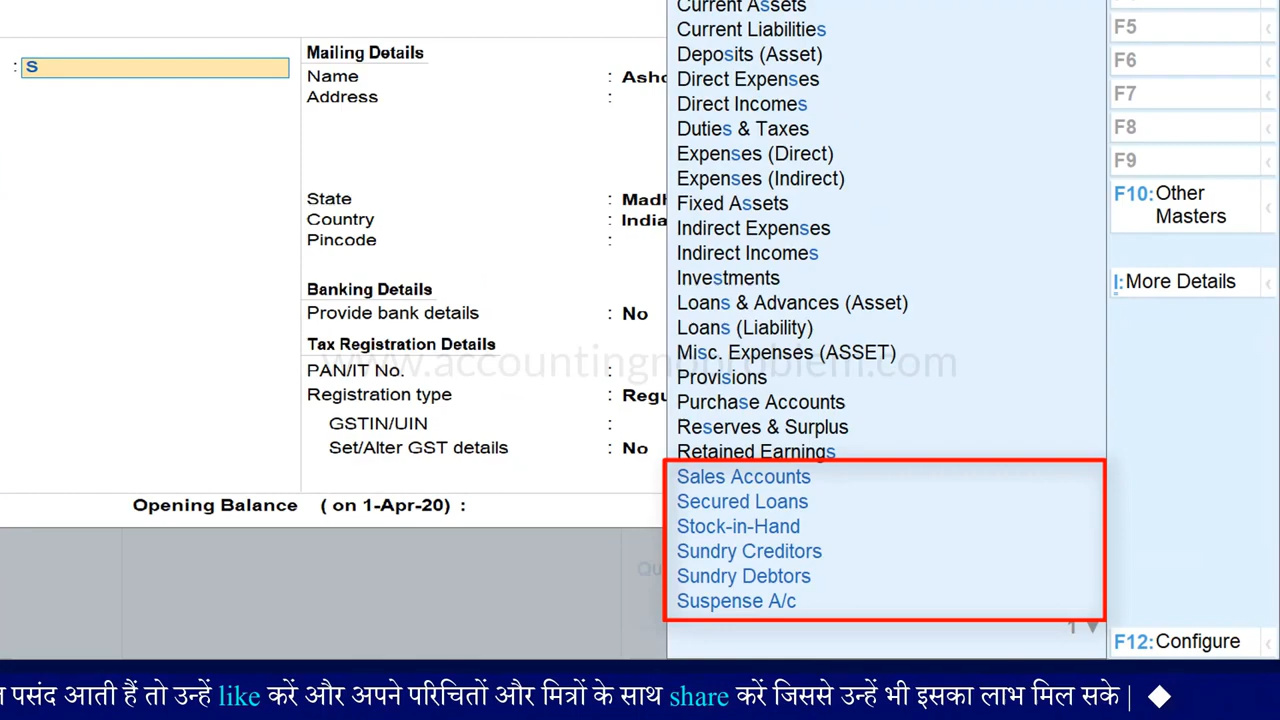 : S
Mailing Details
Name : Asho
Address :
State : Madh
Country : India
Pincode :
Banking Details
Provide bank details : No
Tax Registration Details
PAN/IT No. :
Registration type : Regu
GSTIN/UIN :
Set/Alter GST details : No
Opening Balance ( on 1-Apr-20) :
Current Assets
Current Liabilities
Deposits (Asset)
Direct Expenses
Direct Incomes
Duties & Taxes
Expenses (Direct)
Expenses (Indirect)
Fixed Assets
Indirect Expenses
Indirect Incomes
Investments
Loans & Advances (Asset)
Loans (Liability)
Misc. Expenses (ASSET)
Provisions
Purchase Accounts
Reserves & Surplus
Retained Earnings
Sales Accounts
Secured Loans
Stock-in-Hand
Sundry Creditors
Sundry Debtors
Suspense A/c
1 ▼
F5
F6
F7
F8
F9
F10: Other
Masters
I: More Details
F12: Configure
www.accountingnoproblem.com
पसंद आती हैं तो उन्हें like करें और अपने परिचितों और मित्रों के साथ share करें जिससे उन्हें भी इसका लाभ मिल सके | ◆